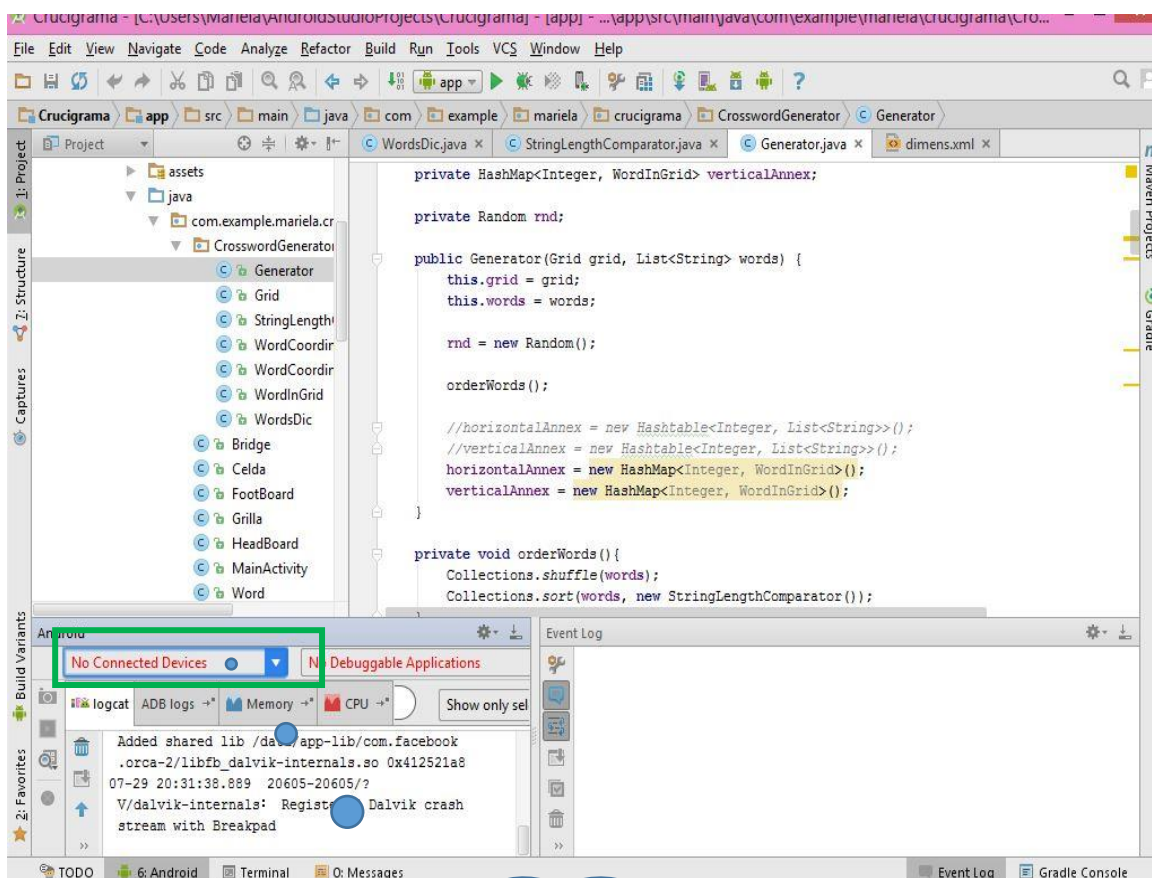 Crucigrama - [C:\Users\Mariela\AndroidStudioProjects\Crucigrama] - [app] - ...\app\src\main\java\com\example\mariela\crucigrama\Cro...
File Edit View Navigate Code Analyze Refactor Build Run Tools VCS Window Help
app
Crucigrama app src main java com example mariela crucigrama CrosswordGenerator Generator
Project
WordsDic.java StringLengthComparator.java Generator.java dimens.xml
1: Project
7: Structure
Captures
Build Variants
2: Favorites
assets
java
com.example.mariela.cr
CrosswordGenerato
Generator
Grid
StringLength
WordCoordin
WordCoordin
WordInGrid
WordsDic
Bridge
Celda
FootBoard
Grilla
HeadBoard
MainActivity
Word
private HashMap<Integer, WordInGrid> verticalAnnex;
private Random rnd;
public Generator(Grid grid, List<String> words) {
this.grid = grid;
this.words = words;
rnd = new Random();
orderWords();
//horizontalAnnex = new Hashtable<Integer, List<String>>();
//verticalAnnex = new Hashtable<Integer, List<String>>();
horizontalAnnex = new HashMap<Integer, WordInGrid>();
verticalAnnex = new HashMap<Integer, WordInGrid>();
}
private void orderWords(){
Collections.shuffle(words);
Collections.sort(words, new StringLengthComparator());
Maven Projects
Gradle
Android
No Connected Devices
No Debuggable Applications
logcat ADB logs Memory CPU Show only sel
Added shared lib /data/app-lib/com.facebook
.orca-2/libfb_dalvik-internals.so 0x412521a8
07-29 20:31:38.889 20605-20605/?
V/dalvik-internals: Dalvik crash
stream with Breakpad
Event Log
TODO 6: Android Terminal 0: Messages Event Log Gradle Console